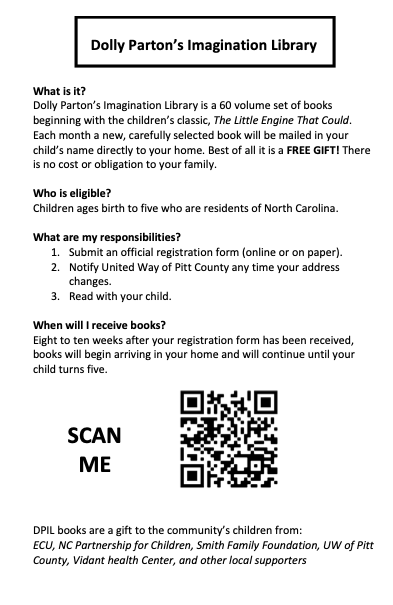 Dolly Parton's Imagination Library
What is it?
Dolly Parton's Imagination Library is a 60 volume set of books
beginning with the children's classic, The Little Engine That Could.
Each month a new, carefully selected book will be mailed in your
child's name directly to your home. Best of all it is a FREE GIFT! There
is no cost or obligation to your family.
Who is eligible?
Children ages birth to five who are residents of North Carolina.
What are my responsibilities?
1. Submit an official registration form (online or on paper).
2. Notify United Way of Pitt County any time your address
changes.
3. Read with your child.
When will I receive books?
Eight to ten weeks after your registration form has been received,
books will begin arriving in your home and will continue until your
child turns five.
SCAN
ME
DPIL books are a gift to the community's children from:
ECU, NC Partnership for Children, Smith Family Foundation, UW of Pitt
County, Vidant health Center, and other local supporters